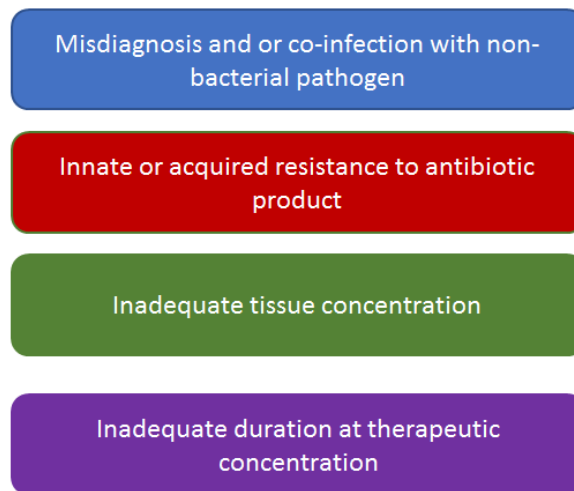 Misdiagnosis and or co-infection with non-
bacterial pathogen
Innate or acquired resistance to antibiotic
product
Inadequate tissue concentration
Inadequate duration at therapeutic
concentration